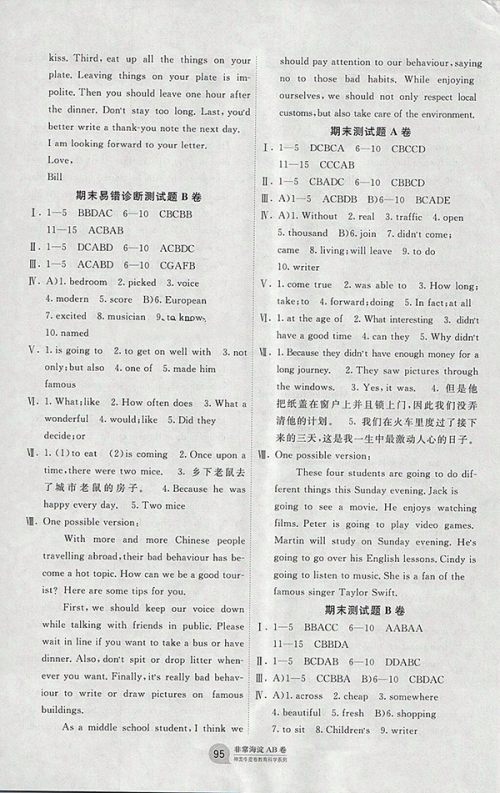 kiss. Third, eat up all the things on your
plate. Leaving things on your plate is im-
polite. Then you should leave one hour after
the dinner. Don't stay too long. Last, you'd
better write a thank-you note the next day.
I am looking forward to your letter.
Love,
Bill
期末易错诊断测试题 B 卷
Ⅰ. 1—5 BBDAC 6—10 CBCBB
11—15 ACBAB
Ⅱ. 1—5 DCABD 6—10 ACBDC
Ⅲ. 1—5 ACABD 6—10 CGAFB
Ⅳ. A)1. bedroom 2. picked 3. voice
4. modern 5. score B)6. European
7. excited 8. musician 9. to know
10. named
Ⅴ. 1. is going to 2. to get on well with 3. not
only; but also 4. one of 5. made him
famous
Ⅵ. 1. What; like 2. How often does 3. What a
wonderful 4. would; like 5. Did they
decide; or
Ⅶ. 1. (1)to eat (2)is coming 2. Once upon a
time, there were two mice. 3. 乡下老鼠去
了城市老鼠的房子。 4. Because he was
happy every day. 5. Two mice
Ⅷ. One possible version:
With more and more Chinese people
travelling abroad, their bad behaviour has be-
come a hot topic. How can we be a good tour-
ist? Here are some tips for you.
First, we should keep our voice down
while talking with friends in public. Please
wait in line if you want to take a bus or have
dinner. Also, don't spit or drop litter when-
ever you want. Finally, it's really bad behav-
iour to write or draw pictures on famous
buildings.
As a middle school student, I think we
should pay attention to our behaviour, saying
no to those bad habits. While enjoying
ourselves, we should not only respect local
customs, but also take care of the environment.
期末测试题 A 卷
Ⅰ. 1—5 DCBCA 6—10 CBCCD
11—15 CCCAB
Ⅱ. 1—5 CBADC 6—10 CBBCD
Ⅲ. A)1—5 ACBDB B)6—10 BCADE
Ⅳ. A)1. Without 2. real 3. traffic 4. open
5. thousand B)6. join 7. didn't come;
came 8. living; will leave 9. to do
10. writer
Ⅴ. 1. come true 2. was able to 3. How long;
take; to 4. forward; doing 5. In fact; at all
Ⅵ. 1. at the age of 2. What interesting 3. didn't
have a good time 4. can they 5. Why didn't
Ⅶ. 1. Because they didn't have enough money for a
long journey. 2. They saw pictures through
the windows. 3. Yes, it was. 4. 但是他
把纸盖在窗户上并且锁上门,因此我们没弄
清他的计划。 5. 我们在火车里度过了接下
来的三天,这是我一生中最激动人心的日子。
Ⅷ. One possible version:
These four students are going to do dif-
ferent things this Sunday evening. Jack is
going to see a movie. He enjoys watching
films. Peter is going to play video games.
Martin will study on Sunday evening. He's
going to go over his English lessons. Cindy is
going to listen to music. She is a fan of the
famous singer Taylor Swift.
期末测试题 B 卷
Ⅰ. 1—5 BBACC 6—10 AABAA
11—15 CBBDA
Ⅱ. 1—5 BCDAB 6—10 DDABC
Ⅲ. A)1—5 CCBBA B)6—10 CBDAE
Ⅳ. A)1. across 2. cheap 3. somewhere
4. beautiful 5. fresh B)6. shopping
7. to sit 8. Children's 9. writer
95 非常海淀 AB 卷
神龙牛皮卷教育科学系列